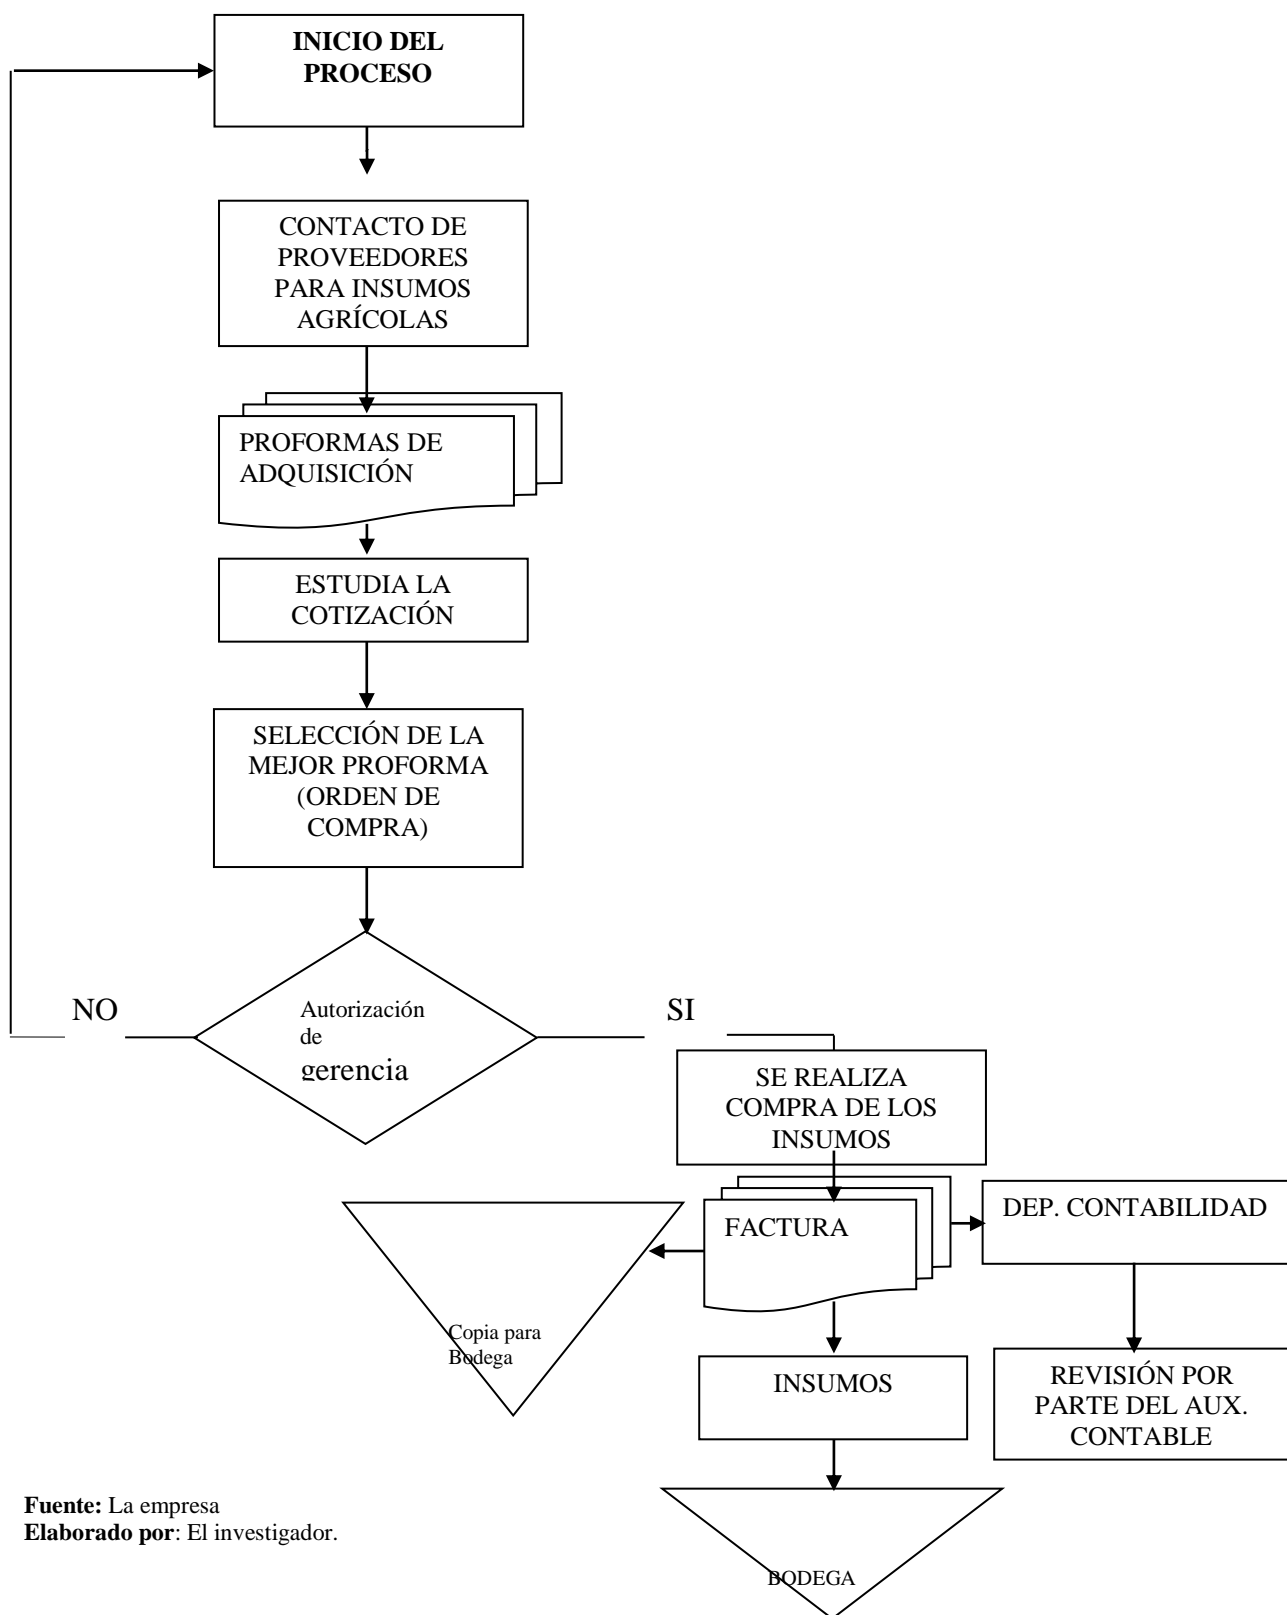 INICIO DEL
PROCESO
CONTACTO DE
PROVEEDORES
PARA INSUMOS
AGRÍCOLAS
PROFORMAS DE
ADQUISICIÓN
ESTUDIA LA
COTIZACIÓN
SELECCIÓN DE LA
MEJOR PROFORMA
(ORDEN DE
COMPRA)
NO
Autorización
de
gerencia
SI
SE REALIZA
COMPRA DE LOS
INSUMOS
FACTURA
DEP. CONTABILIDAD
Copia para
Bodega
INSUMOS
REVISIÓN POR
PARTE DEL AUX.
CONTABLE
BODEGA
Fuente: La empresa
Elaborado por: El investigador.